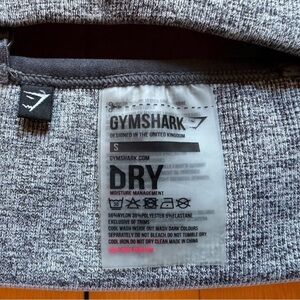 GYMSHARK
DESIGNED IN THE UNITED KINGDOM
S
GYMSHARK.COM
DRY
MOISTURE MANAGEMENT
POLYESTER
ELASTANE
EXCLUSIVE OF TRIMS
COOL WASH INSIDE OUT WASH DARK COLOURS
SEPARATELY DO NOT BLEACH DO NOT TUMBLE DRY
COOL IRON DO NOT DRY CLEAN MADE IN CHINA